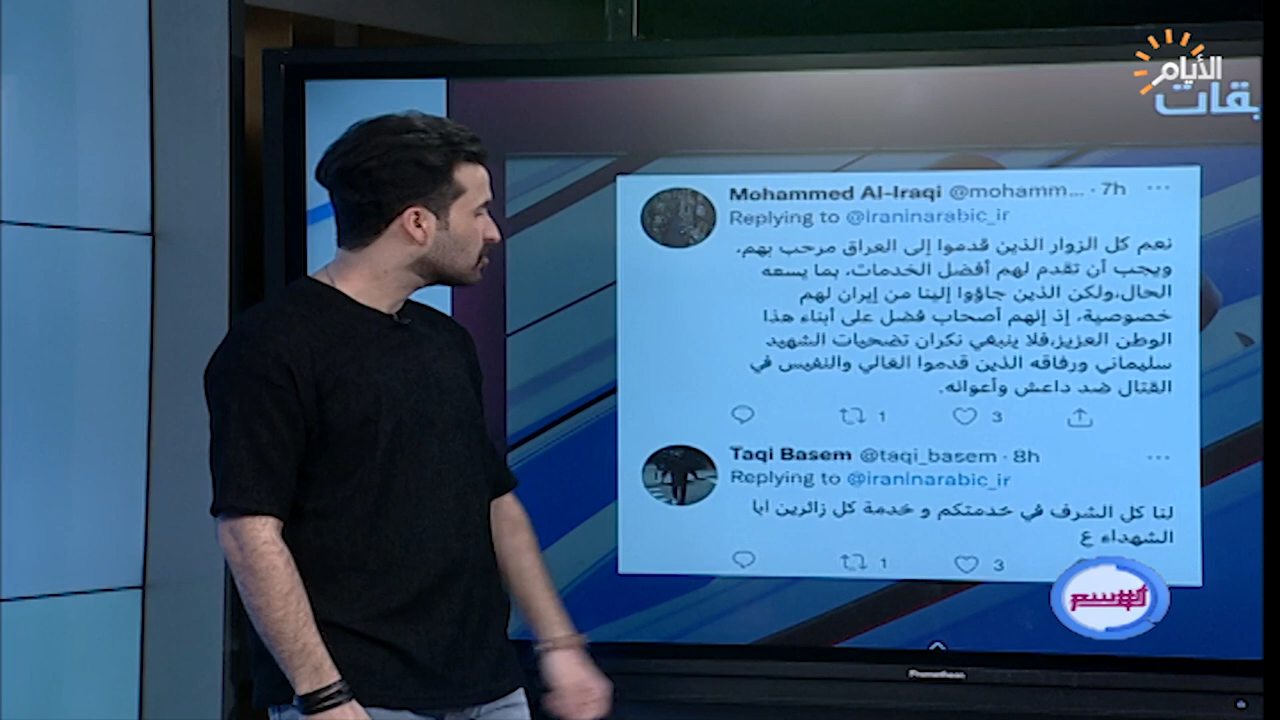 الأيام
بقات
Mohammed Al-Iraqi @mohamm... · 7h
Replying to @iraninarabic_ir
نعم كل الزوار الذين قدموا إلى العراق مرحب بهم،
ويجب أن تقدم لهم أفضل الخدمات، بما يسعه
الحال،ولكن الذين جاؤوا إلينا من إيران لهم
خصوصية، إذ إنهم أصحاب فضل على أبناء هذا
الوطن العزيز،فلا ينبغي نكران تضحيات الشهيد
سليماني ورفاقه الذين قدموا الغالي والنفيس في
القتال ضد داعش وأعوانه.
1 3
Taqi Basem @taqi_basem · 8h
Replying to @iraninarabic_ir
لنا كل الشرف في خدمتكم و خدمة كل زائرين أبا
الشهداء ع
1 3
Promethean